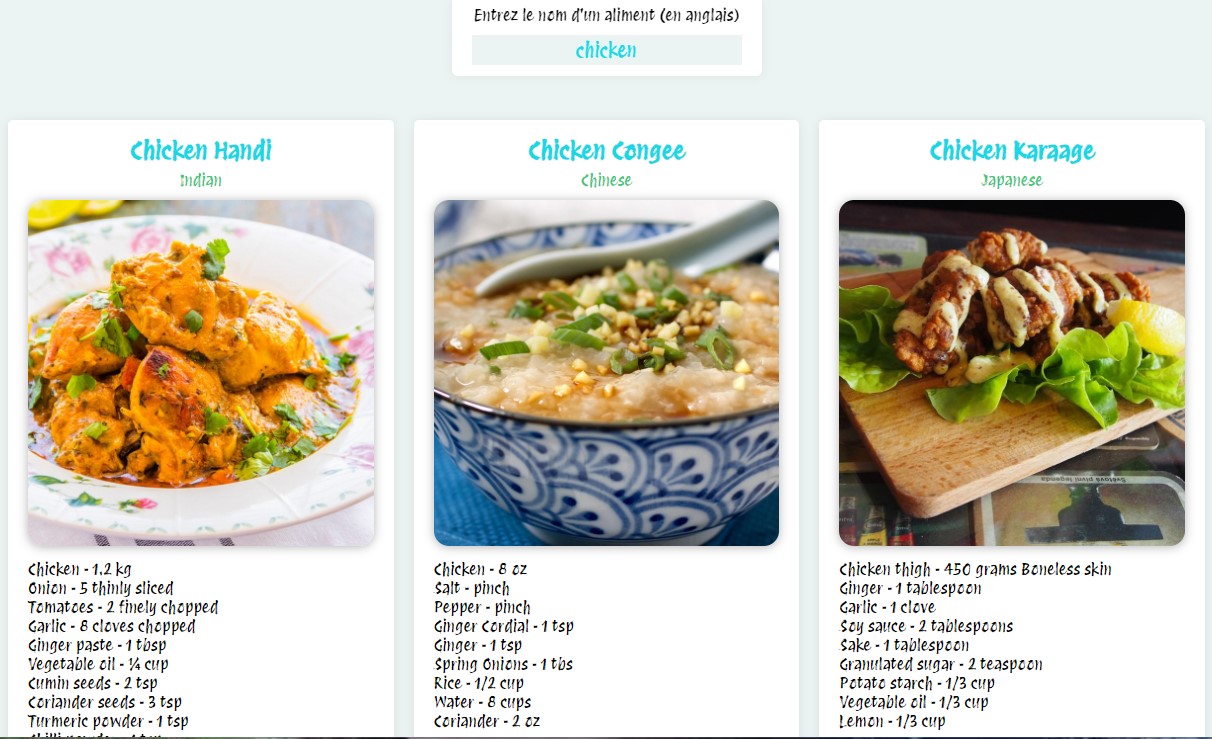 Entrez le nom d'un aliment (en anglais)
chicken
Chicken Handi
Indian
Chicken - 1.2 kg
Onion - 5 thinly sliced
Tomatoes - 2 finely chopped
Garlic - 8 cloves chopped
Ginger paste - 1 tbsp
Vegetable oil - ¼ cup
Cumin seeds - 2 tsp
Coriander seeds - 3 tsp
Turmeric powder - 1 tsp
Chicken Congee
Chinese
Chicken - 8 oz
Salt - pinch
Pepper - pinch
Ginger Cordial - 1 tsp
Ginger - 1 tsp
Spring Onions - 1 tbs
Rice - 1/2 cup
Water - 8 cups
Coriander - 2 oz
Chicken Karaage
Japanese
Světová pivní legenda
Chicken thigh - 450 grams Boneless skin
Ginger - 1 tablespoon
Garlic - 1 clove
Soy sauce - 2 tablespoons
Sake - 1 tablespoon
Granulated sugar - 2 teaspoon
Potato starch - 1/3 cup
Vegetable oil - 1/3 cup
Lemon - 1/3 cup